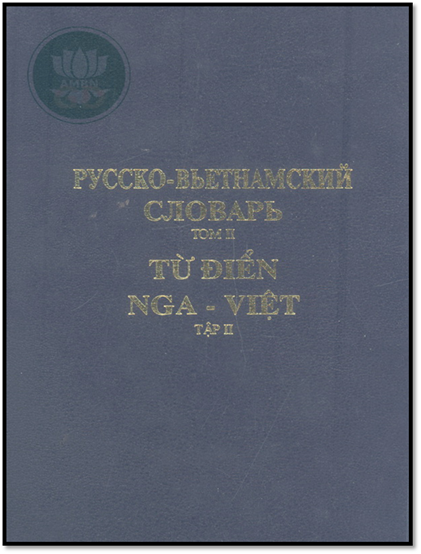 РУССКО-ВЬЕТНАМСКИЙ
СЛОВАРЬ
ТОМ II
TỪ ĐIỂN
NGA - VIỆT
TẬP II